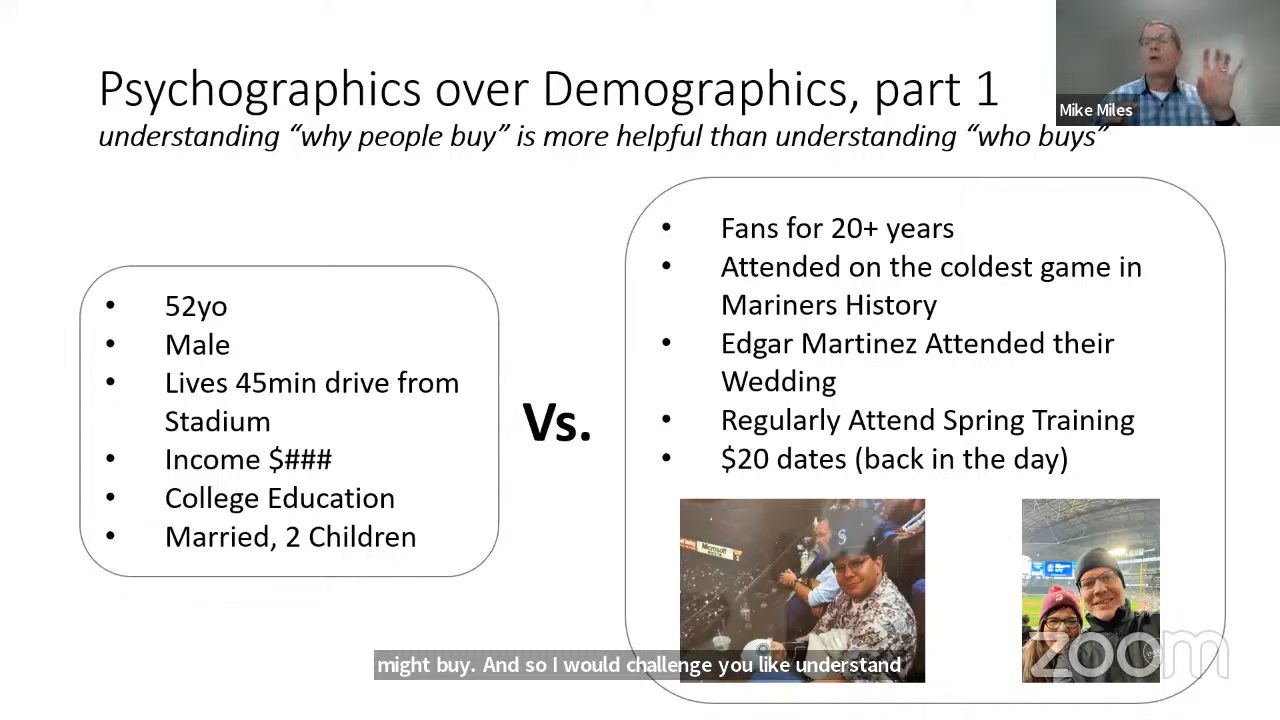 Psychographics over Demographics, part 1
understanding “why people buy” is more helpful than understanding “who buys”
Mike Miles
• 52yo
• Male
• Lives 45min drive from
Stadium
• Income $###
• College Education
• Married, 2 Children
Vs.
• Fans for 20+ years
• Attended on the coldest game in
Mariners History
• Edgar Martinez Attended their
Wedding
• Regularly Attend Spring Training
• $20 dates (back in the day)
Microsoft
might buy. And so I would challenge you like understand
zoom